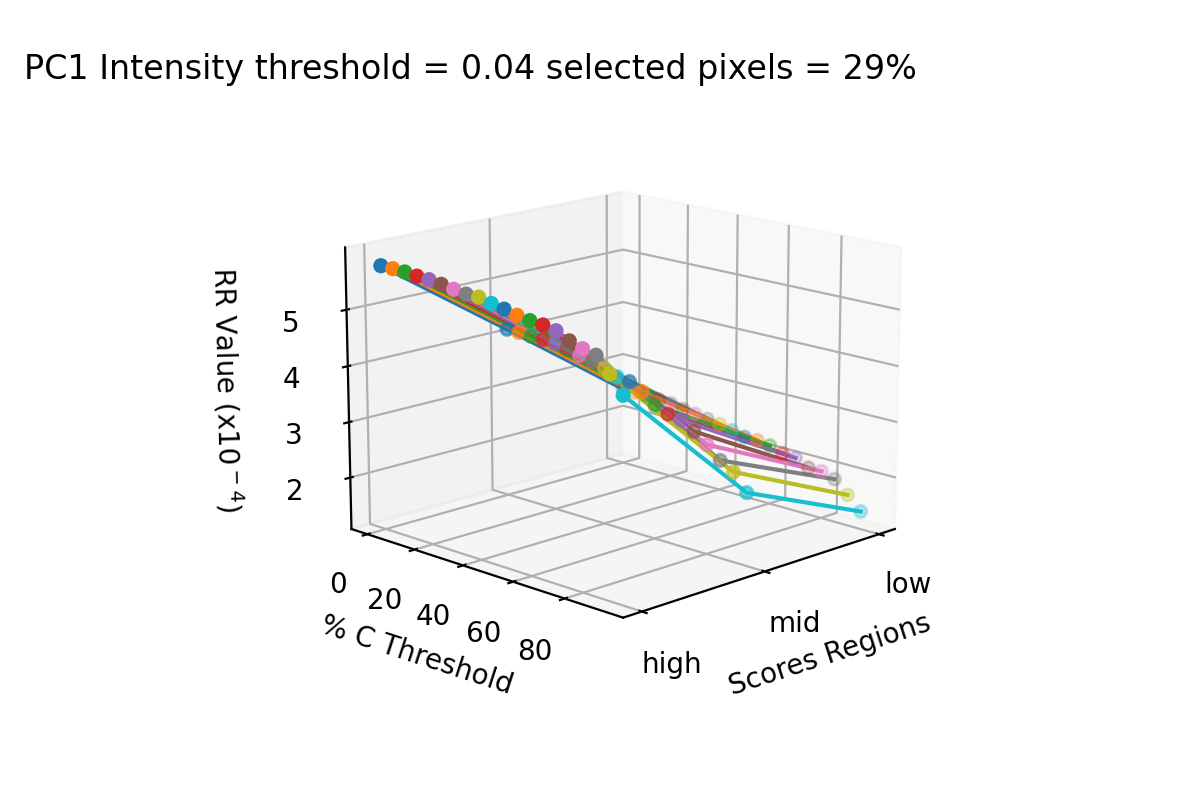 PC1 Intensity threshold = 0.04 selected pixels = 29%
RR Value (x10⁻⁴)
5
4
3
2
0
20
40
60
80
% C Threshold
high
mid
low
Scores Regions